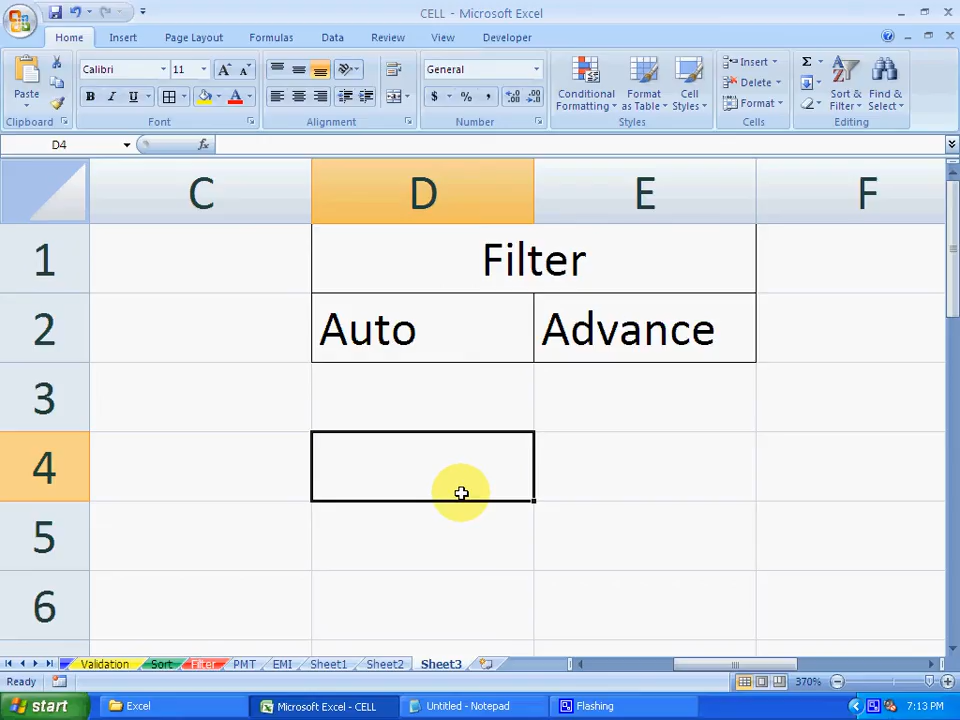 CELL - Microsoft Excel
Home Insert Page Layout Formulas Data Review View Developer
Paste
Calibri 11
General
B I U
A
$ % ,
Conditional Formatting
Format as Table
Cell Styles
Insert
Delete
Format
Σ
Sort & Filter
Find & Select
Clipboard Font Alignment Number Styles Cells Editing
D4 fx
C D E F
1 Filter
2 Auto Advance
3
4
5
6
Validation Sort Filter PMT EMI Sheet1 Sheet2 Sheet3
Ready 370%
start Excel Microsoft Excel - CELL Untitled - Notepad Flashing 7:13 PM